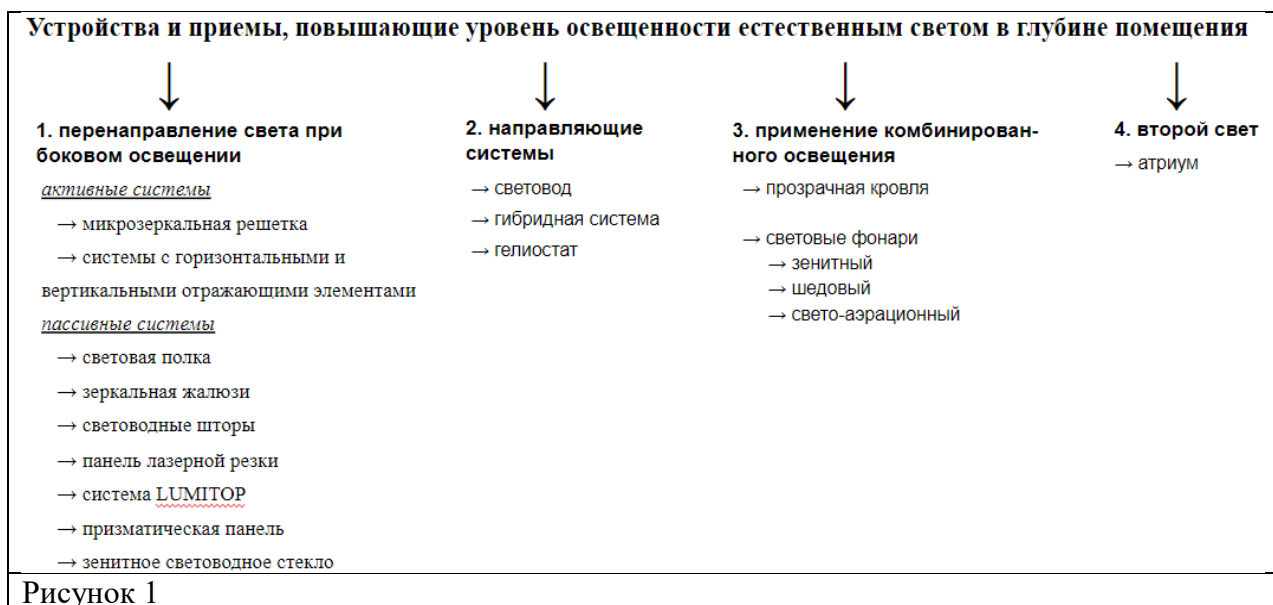 Устройства и приемы, повышающие уровень освещенности естественным светом в глубине помещения
1. перенаправление света при
боковом освещении
активные системы
→ микрозеркальная решетка
→ системы с горизонтальными и
вертикальными отражающими элементами
пассивные системы
→ световая полка
→ зеркальная жалюзи
→ световодные шторы
→ панель лазерной резки
→ система LUMITOP
→ призматическая панель
→ зенитное световодное стекло
2. направляющие
системы
→ световод
→ гибридная система
→ гелиостат
3. применение комбинирован-
ного освещения
→ прозрачная кровля
→ световые фонари
→ зенитный
→ шедовый
→ свето-аэрационный
4. второй свет
→ атриум
Рисунок 1